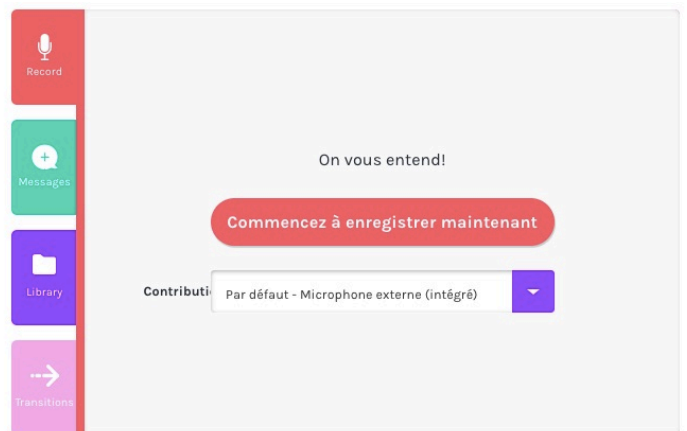 Record
Messages
Library
Transitions
On vous entend!
Commencez à enregistrer maintenant
Contributi
Par défaut - Microphone externe (intégré)